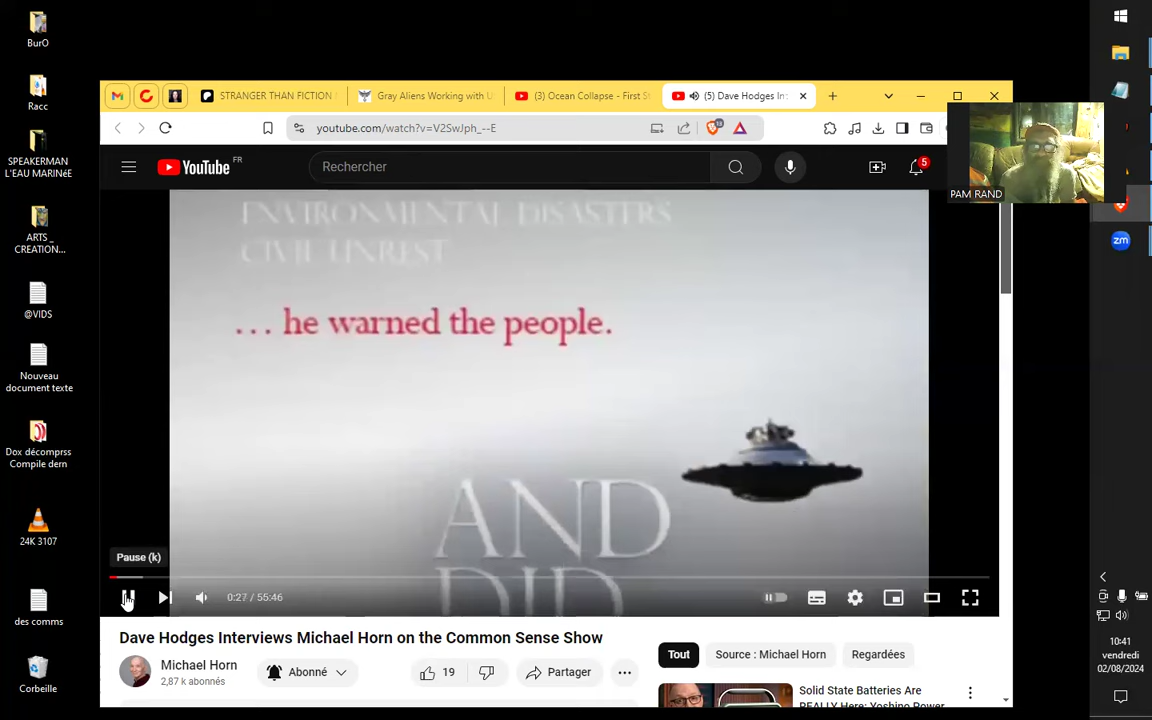 BurO
Racc
SPEAKERMAN
L'EAU MARINéE
ARTS _
CREATION...
@VIDS
Nouveau
document texte
Dox décomprss
Compile dern
24K 3107
des comms
Corbeille
STRANGER THAN FICTION
Gray Aliens Working with U
(3) Ocean Collapse - First S
(5) Dave Hodges In
youtube.com/watch?v=V2SwJph_--E
YouTube FR
Rechercher
5
PAM RAND
zm
ENVIRONMENTAL DISASTERS
CIVIL UNREST
... he warned the people.
AND
DID
Pause (k)
0:27 / 55:46
Dave Hodges Interviews Michael Horn on the Common Sense Show
Michael Horn
2,87 k abonnés
Abonné
19
Partager
Tout
Source : Michael Horn
Regardées
Solid State Batteries Are
REALLY Here: Yoshino Power
10:41
vendredi
02/08/2024